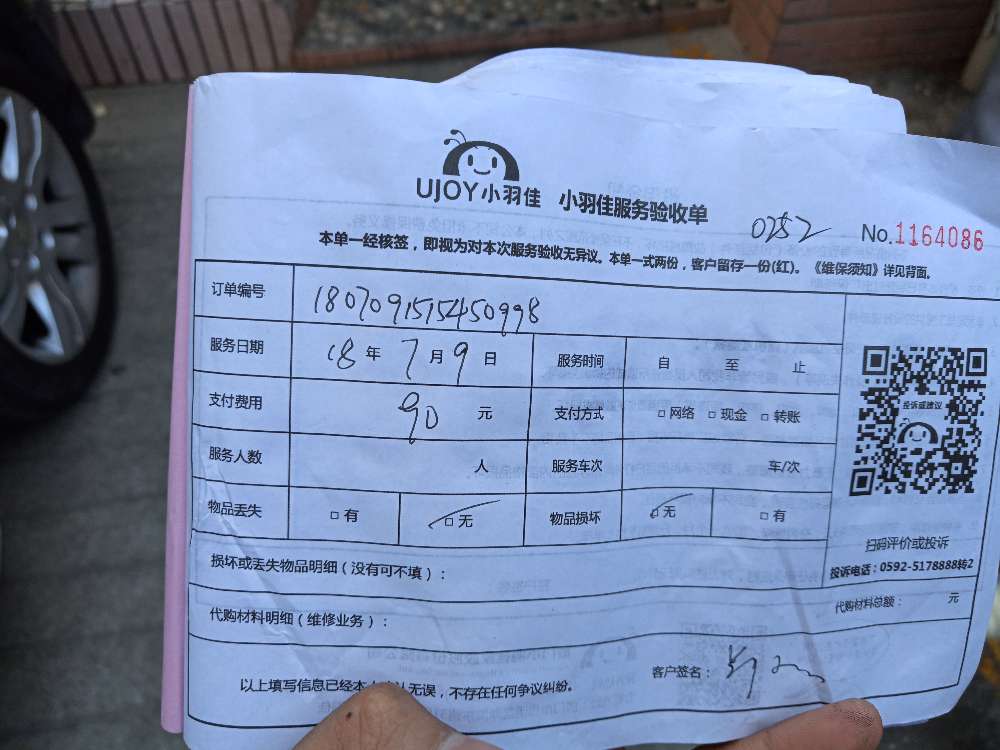 UJOY小羽佳 小羽佳服务验收单
0252 No.1164086
本单一经核签，即视为对本次服务验收无异议。本单一式两份，客户留存一份(红)。《维保须知》详见背面。
订单编号 1807091515450998
服务日期 18 年 7 月 9 日 服务时间 自 至 止
支付费用 90 元 支付方式 □ 网络 □ 现金 □ 转账
服务人数 人 服务车次 车/次
物品丢失 □ 有 □ 无 物品损坏 □ 无 □ 有
投诉或建议
扫码评价或投诉
投诉电话：0592-5178888转2
损坏或丢失物品明细（没有可不填）：
代购材料明细（维修业务）： 代购材料总额： 元
以上填写信息已经本 认无误，不存在任何争议纠纷。 客户签名：